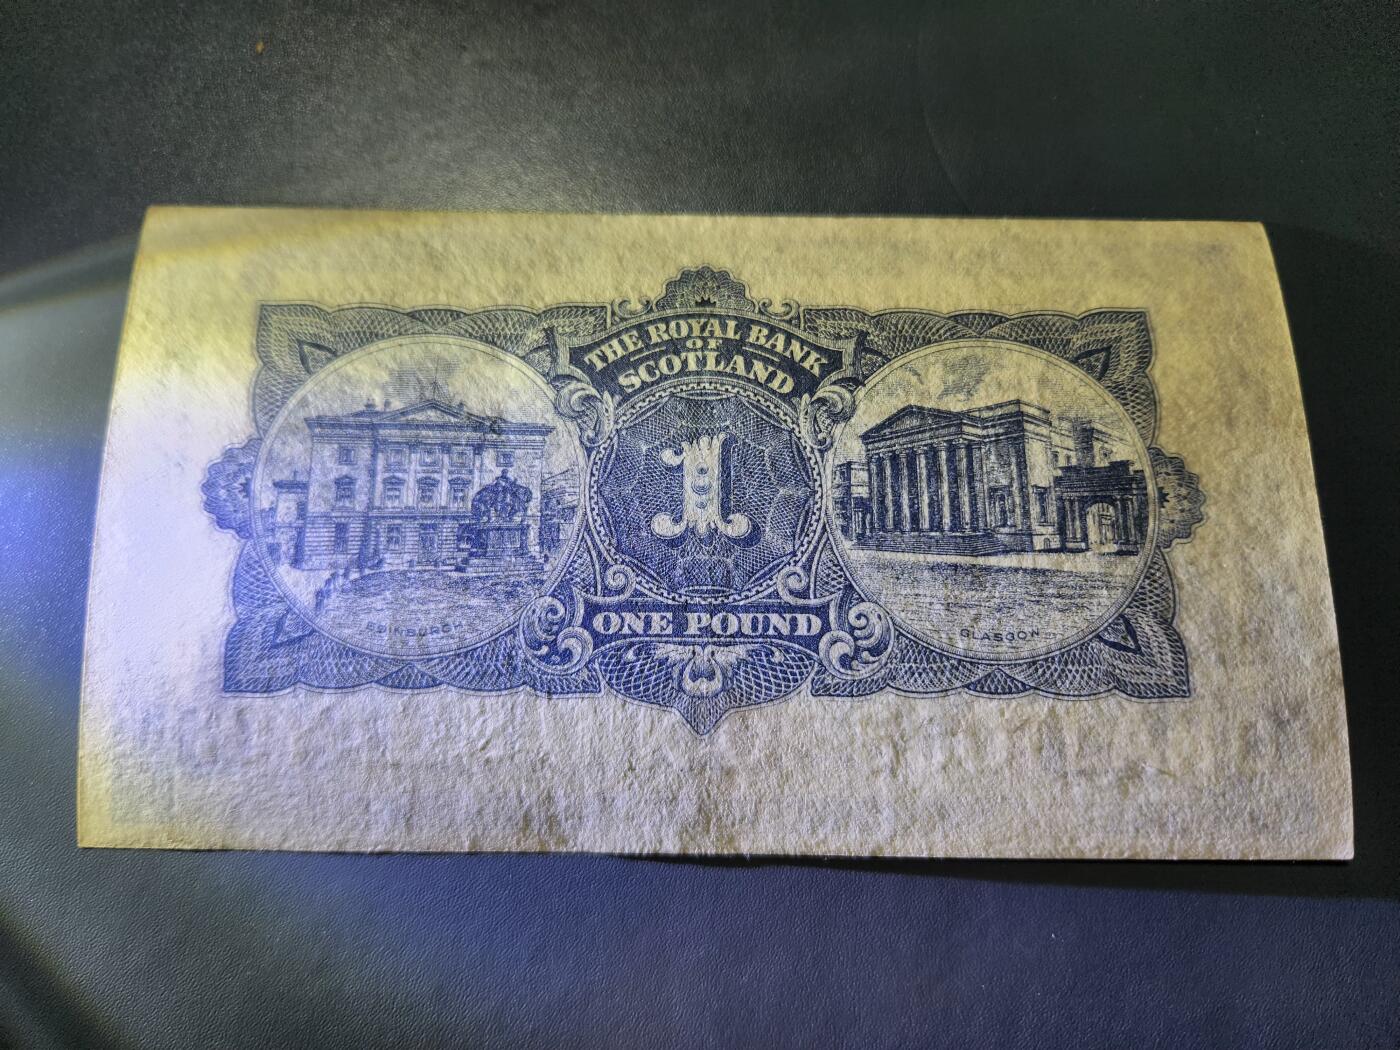 THE ROYAL BANK
OF
SCOTLAND
1
ONE POUND
EDINBURGH
GLASGOW